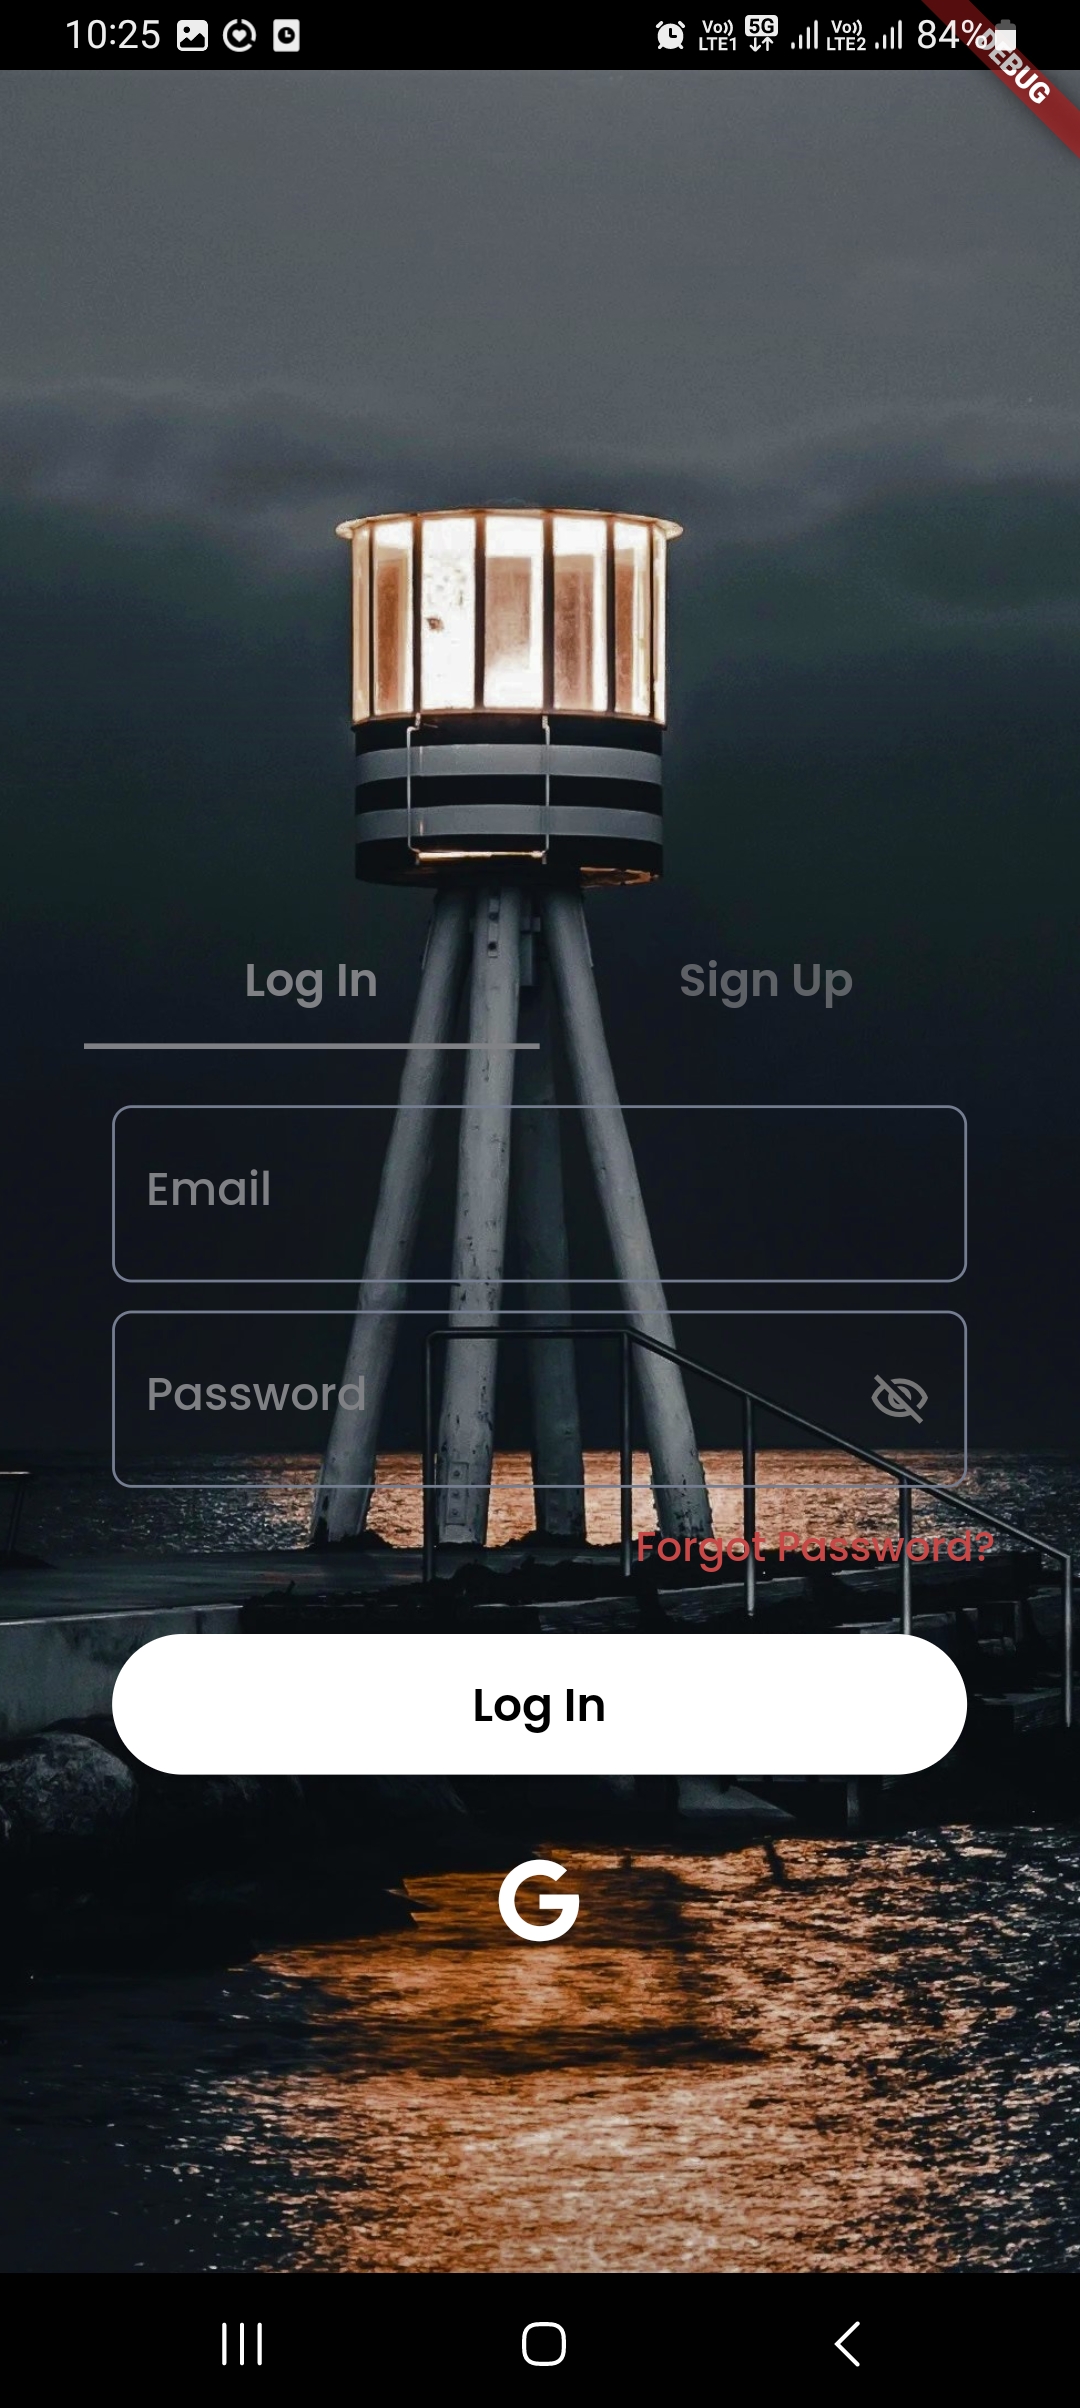 10:25
Vo)) LTE1 5G Vo)) LTE2 84%
DEBUG
Log In Sign Up
Email
Password
Forgot Password?
Log In
G